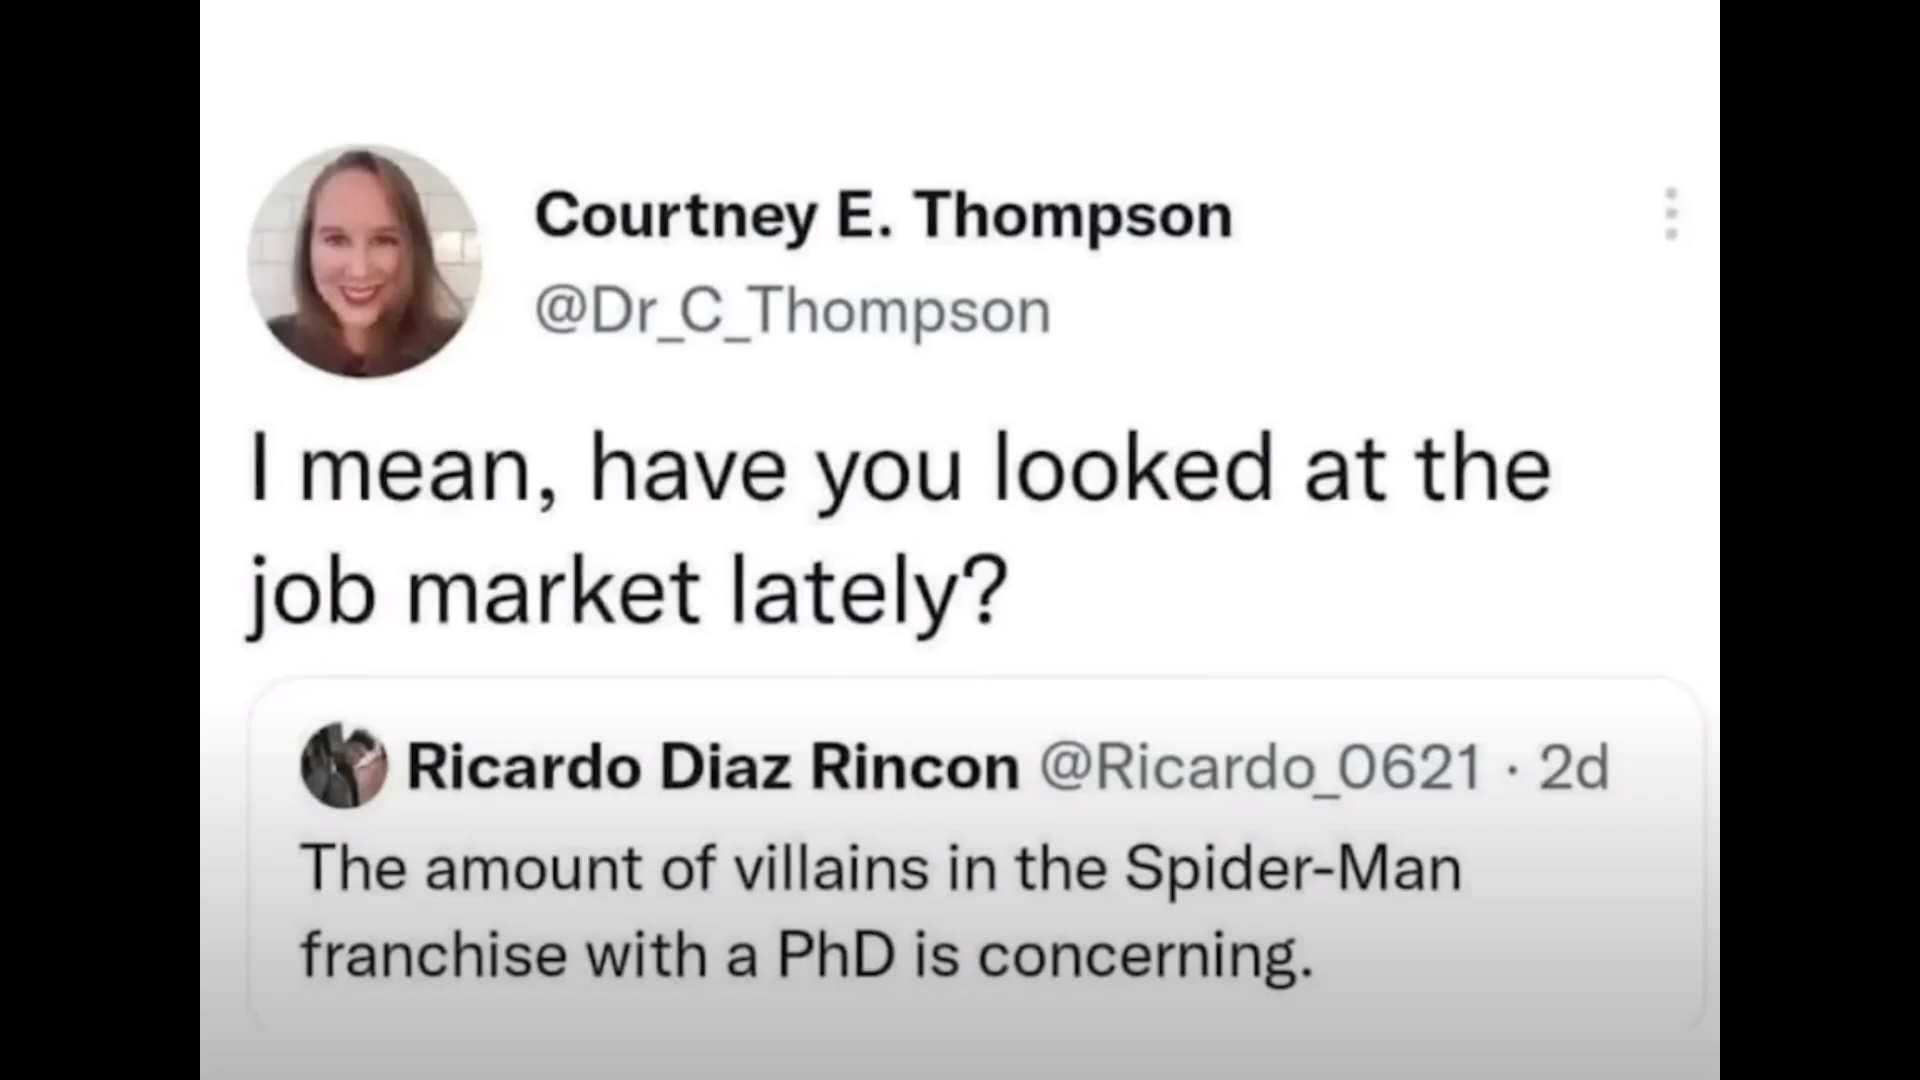 Courtney E. Thompson
@Dr_C_Thompson
I mean, have you looked at the
job market lately?
Ricardo Diaz Rincon @Ricardo_0621 · 2d
The amount of villains in the Spider-Man
franchise with a PhD is concerning.